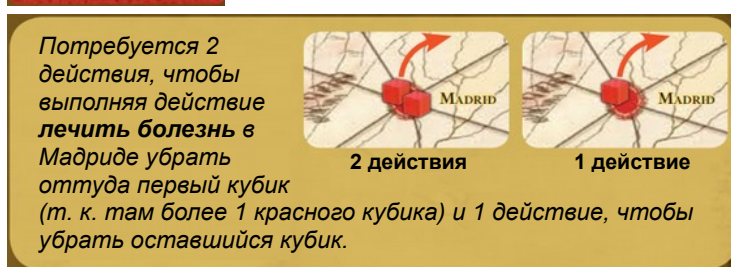 Потребуется 2
действия, чтобы
выполняя действие
лечить болезнь в
Мадриде убрать
оттуда первый кубик
(т. к. там более 1 красного кубика) и 1 действие, чтобы
убрать оставшийся кубик.
MADRID
2 действия
MADRID
1 действие